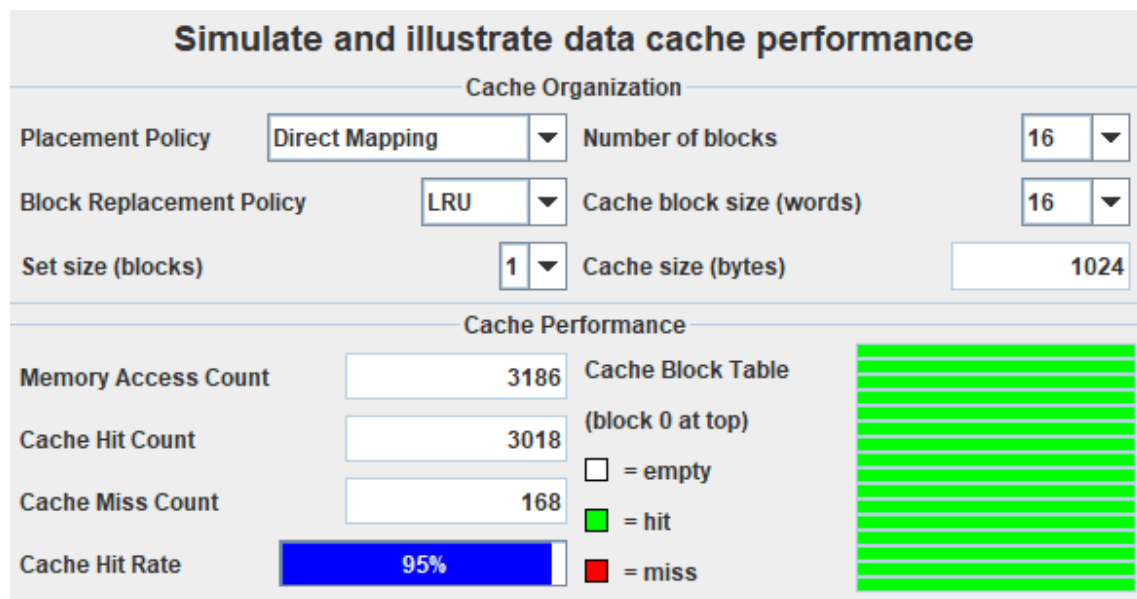 Simulate and illustrate data cache performance
Cache Organization
Placement Policy Direct Mapping Number of blocks 16
Block Replacement Policy LRU Cache block size (words) 16
Set size (blocks) 1 Cache size (bytes) 1024
Cache Performance
Memory Access Count 3186 Cache Block Table
(block 0 at top)
Cache Hit Count 3018
= empty
Cache Miss Count 168
= hit
Cache Hit Rate 95%
= miss